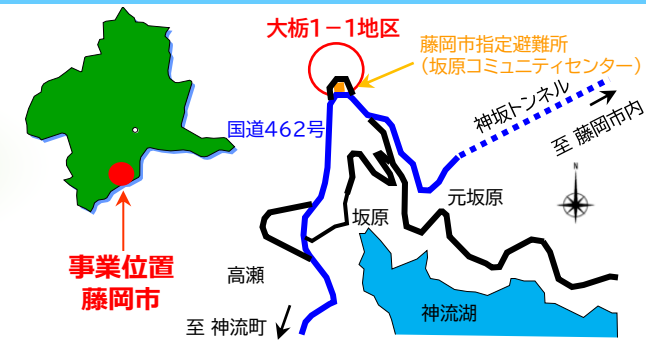 大栃1－1地区
藤岡市指定避難所
（坂原コミュニティセンター）
国道462号
神坂トンネル
至 藤岡市内
N
元坂原
坂原
事業位置
藤岡市
高瀬
神流湖
至 神流町